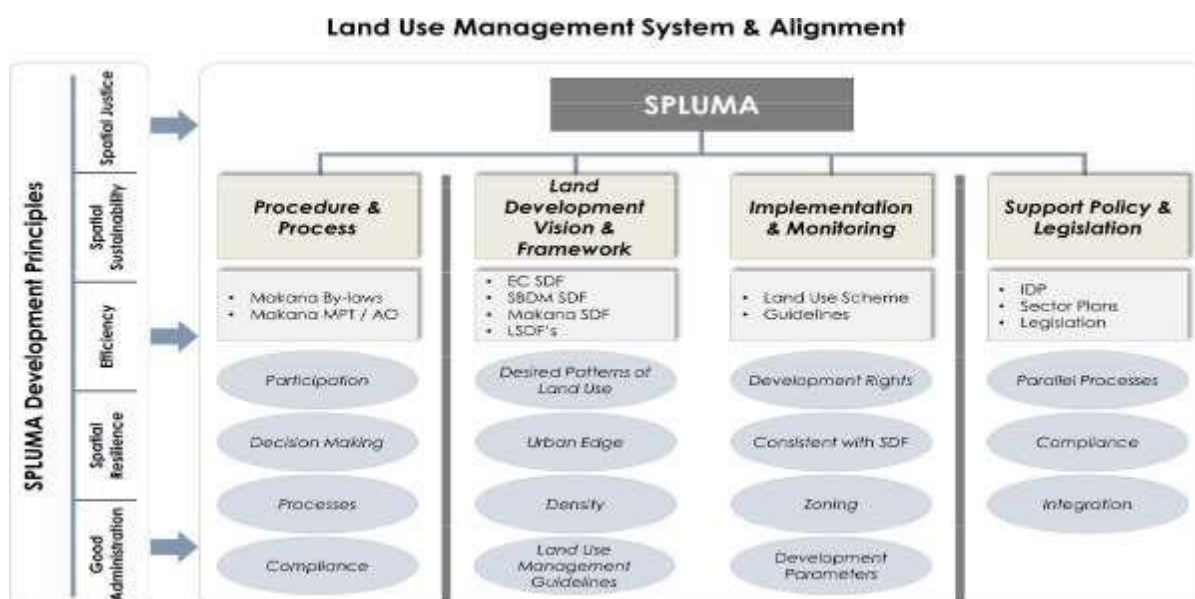 Land Use Management System & Alignment
SPLUMA Development Principles
Spatial Justice
Spatial
Sustainability
Efficiency
Spatial
Resilience
Good
Administration
SPLUMA
Procedure &
Process
• Makana By-laws
• Makana MPT / AO
Participation
Decision Making
Processes
Compliance
Land
Development
Vision &
Framework
• EC SDF
• SBDM SDF
• Makana SDF
• LSDF's
Desired Patterns of
Land Use
Urban Edge
Density
Land Use
Management
Guidelines
Implementation
& Monitoring
• Land Use Scheme
• Guidelines
Development Rights
Consistent with SDF
Zoning
Development
Parameters
Support Policy &
Legislation
• IDP
• Sector Plans
• Legislation
Parallel Processes
Compliance
Integration